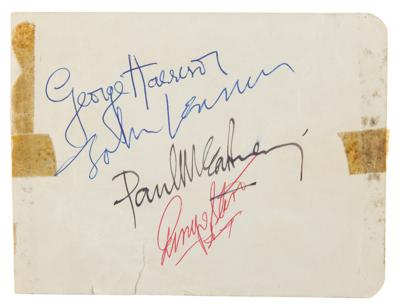 George Harrison
John Lennon
Paul McCartney
Ringo Starr